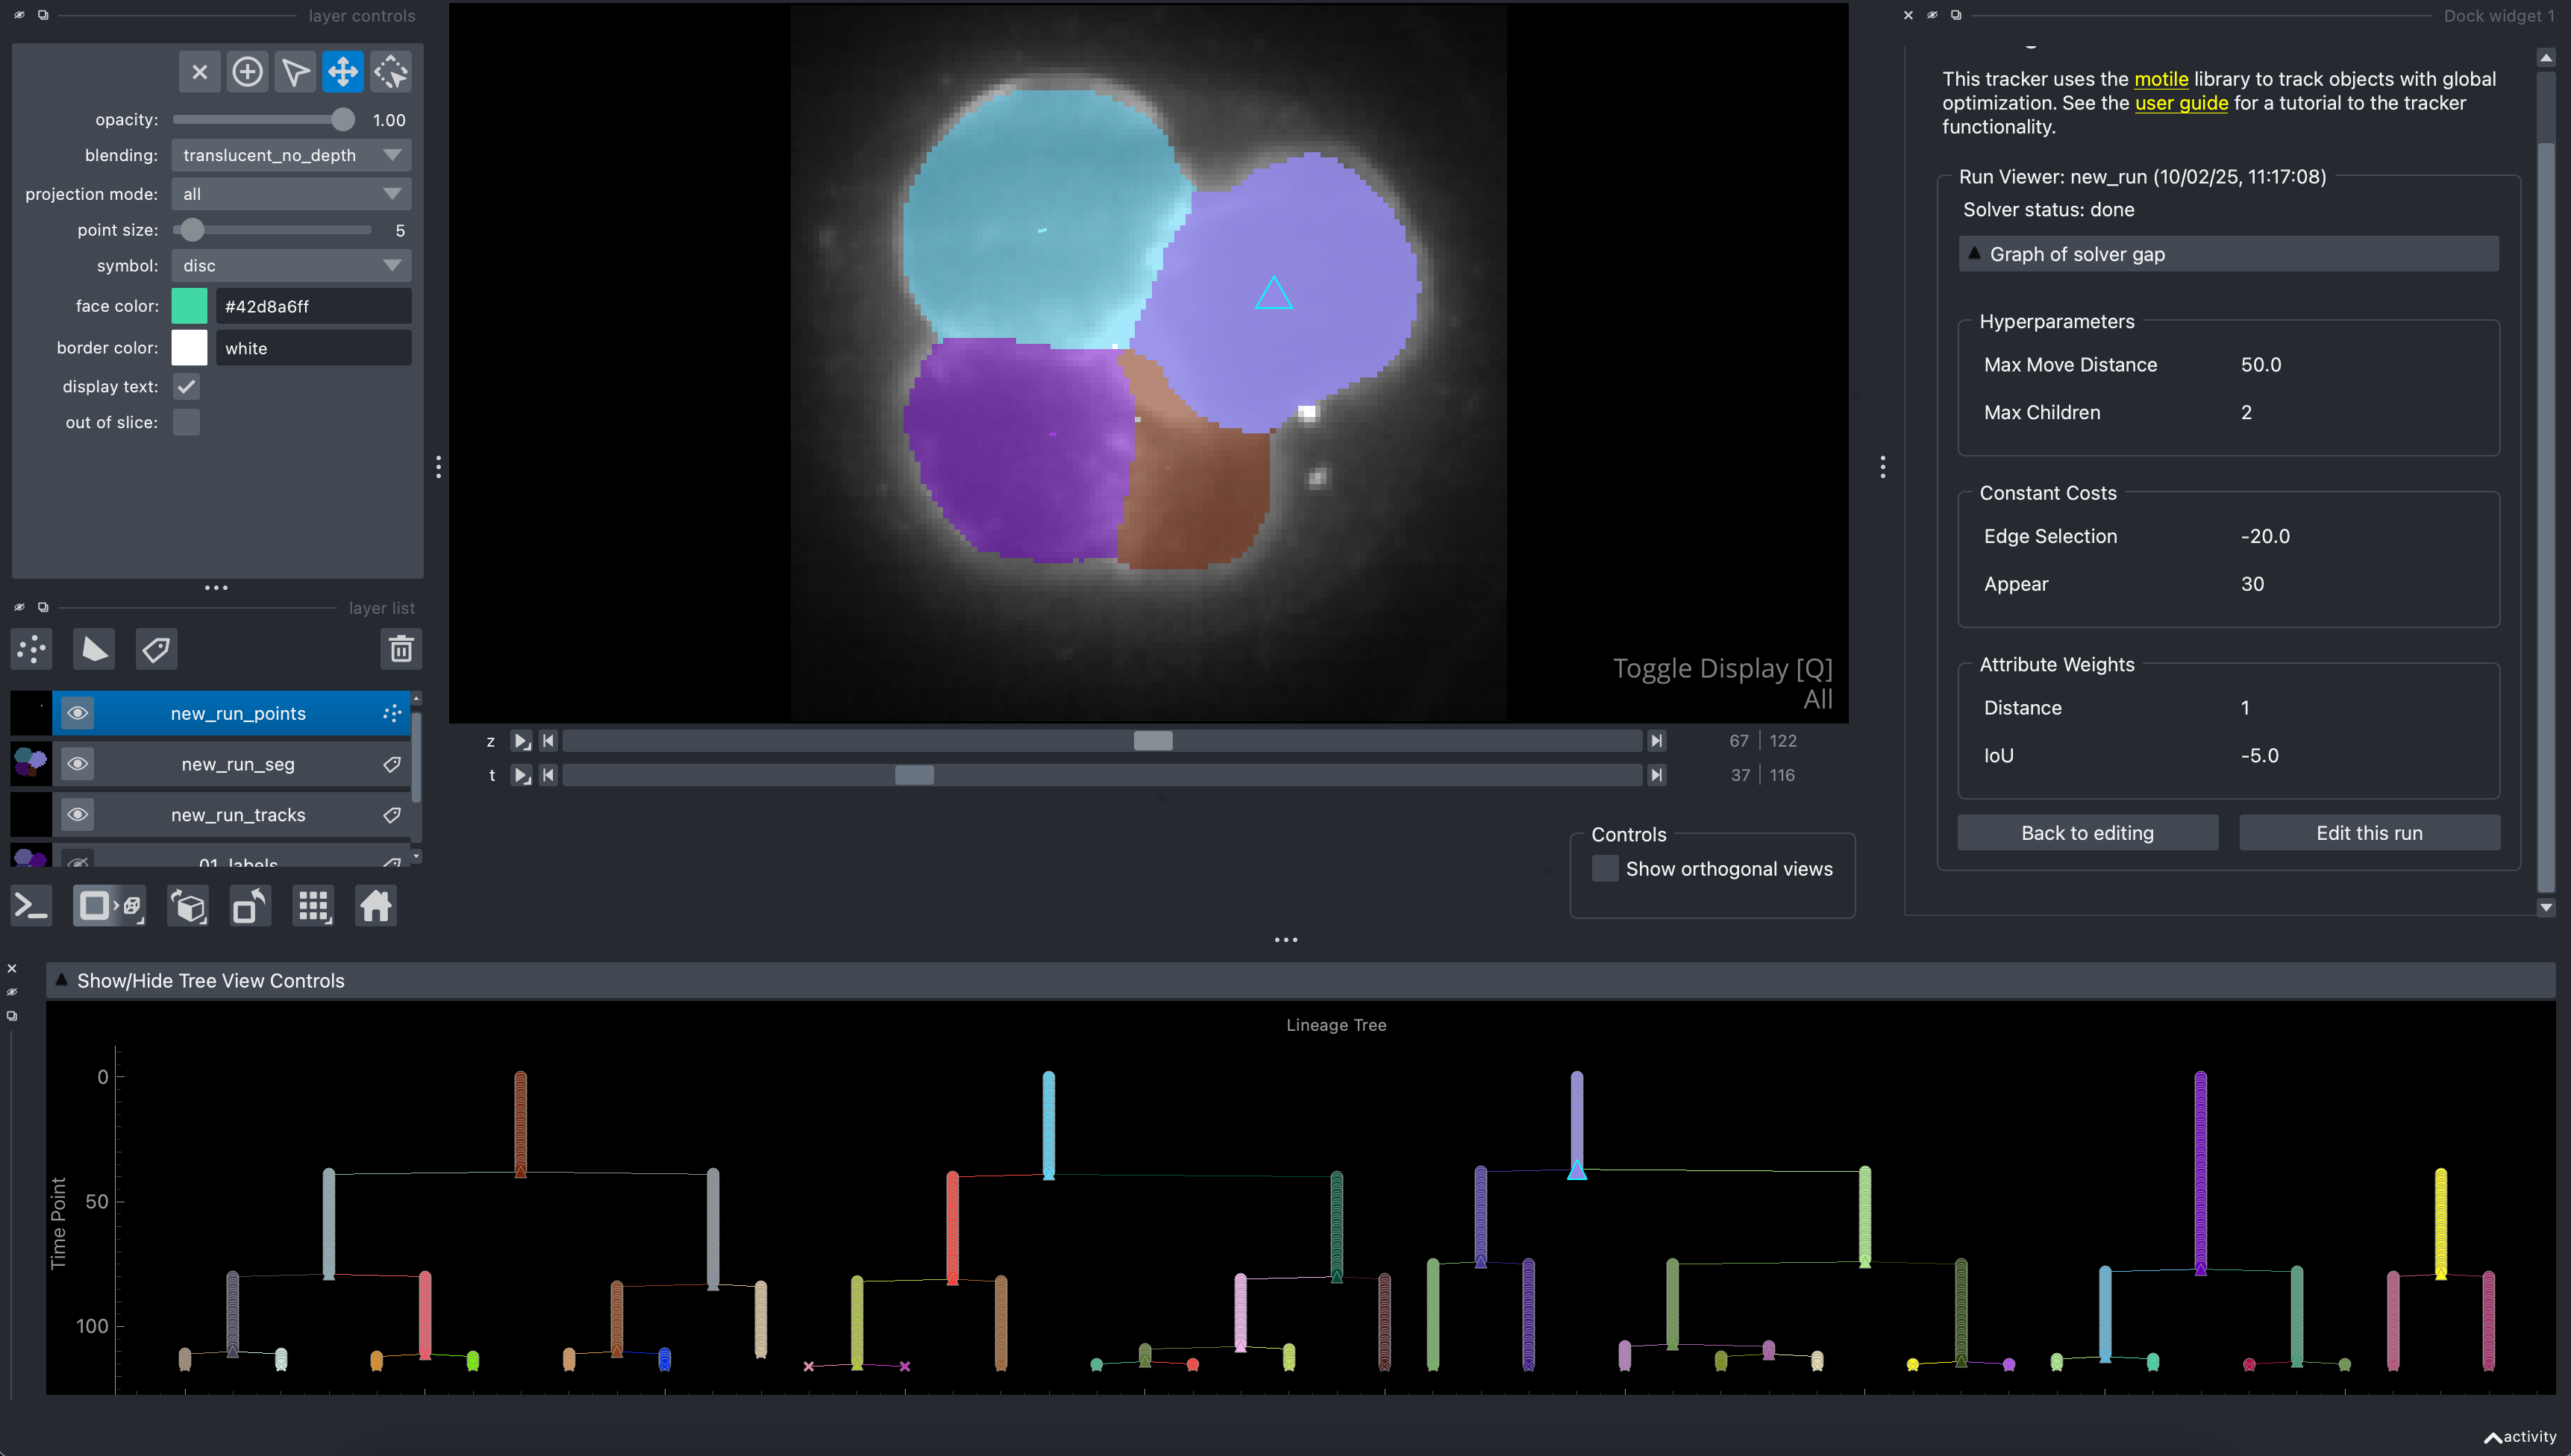 layer controls
opacity: 1.00
blending: translucent_no_depth
projection mode: all
point size: 5
symbol: disc
face color: #42d8a6ff
border color: white
display text:
out of slice:
layer list
new_run_points
new_run_seg
new_run_tracks
01_labels
Toggle Display [Q]
All
z 67 122
t 37 116
Controls
Show orthogonal views
Dock widget 1
This tracker uses the motile library to track objects with global
optimization. See the user guide for a tutorial to the tracker
functionality.
Run Viewer: new_run (10/02/25, 11:17:08)
Solver status: done
Graph of solver gap
Hyperparameters
Max Move Distance 50.0
Max Children 2
Constant Costs
Edge Selection -20.0
Appear 30
Attribute Weights
Distance 1
IoU -5.0
Back to editing Edit this run
Show/Hide Tree View Controls
Lineage Tree
Time Point
0
50
100
activity